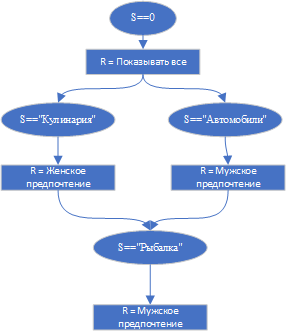 S==0
R = Показывать все
S=="Кулинария"
S=="Автомобили"
R = Женское
предпочтение
R = Мужское
предпочтение
S=="Рыбалка"
R = Мужское
предпочтение